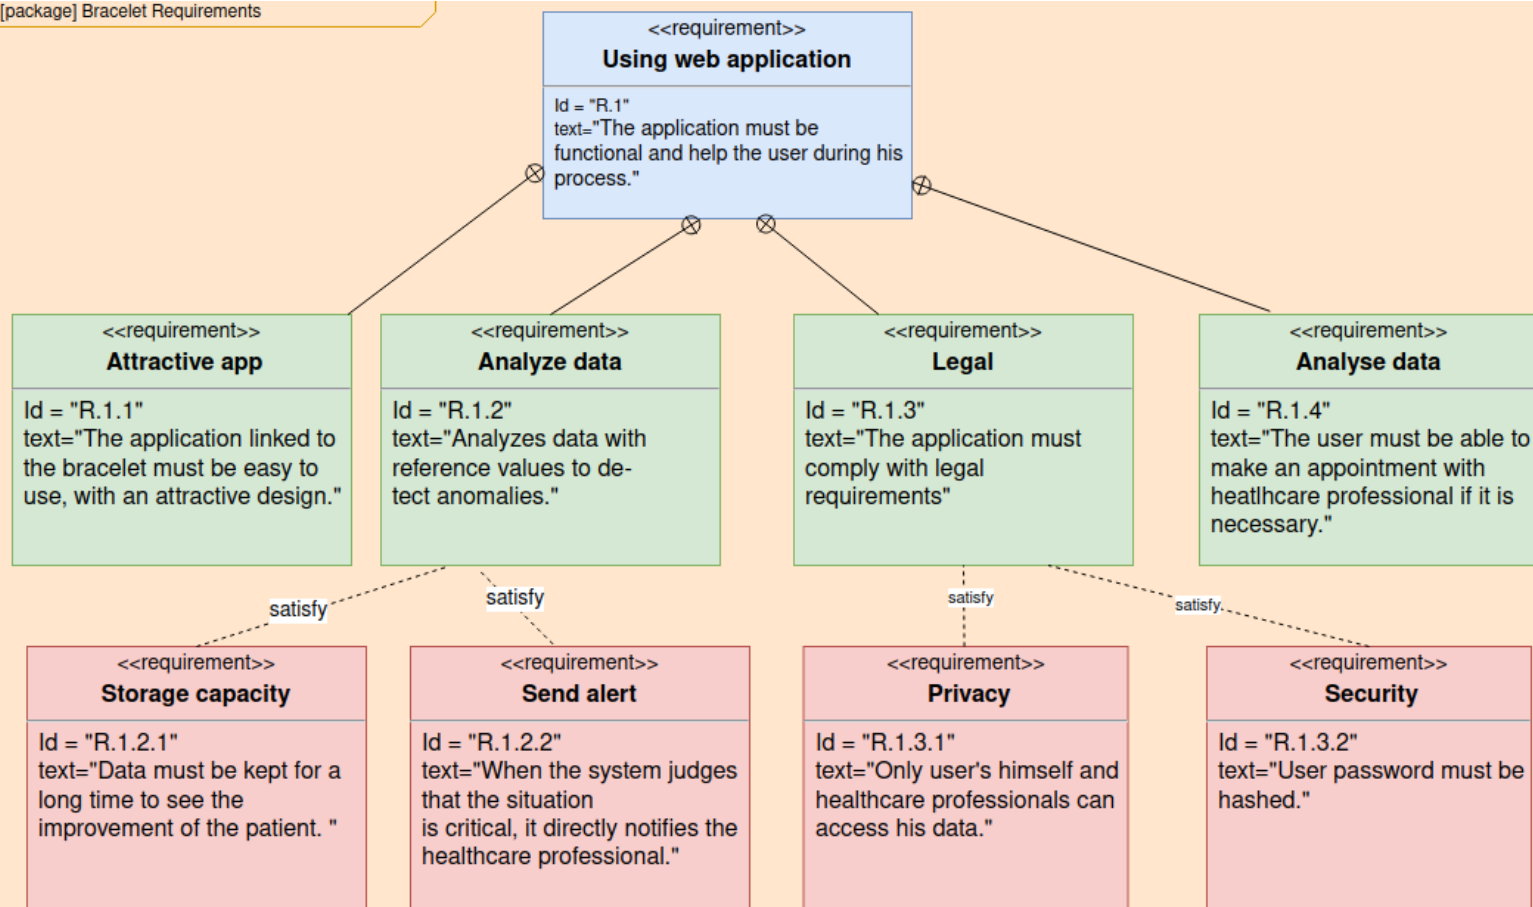 [package] Bracelet Requirements
<<requirement>>
Using web application
Id = "R.1"
text="The application must be
functional and help the user during his
process."
<<requirement>>
Attractive app
Id = "R.1.1"
text="The application linked to
the bracelet must be easy to
use, with an attractive design."
<<requirement>>
Analyze data
Id = "R.1.2"
text="Analyzes data with
reference values to de-
tect anomalies."
<<requirement>>
Legal
Id = "R.1.3"
text="The application must
comply with legal
requirements"
<<requirement>>
Analyse data
Id = "R.1.4"
text="The user must be able to
make an appointment with
heatlhcare professional if it is
necessary."
satisfy
satisfy
satisfy
satisfy
<<requirement>>
Storage capacity
Id = "R.1.2.1"
text="Data must be kept for a
long time to see the
improvement of the patient. "
<<requirement>>
Send alert
Id = "R.1.2.2"
text="When the system judges
that the situation
is critical, it directly notifies the
healthcare professional."
<<requirement>>
Privacy
Id = "R.1.3.1"
text="Only user's himself and
healthcare professionals can
access his data."
<<requirement>>
Security
Id = "R.1.3.2"
text="User password must be
hashed."